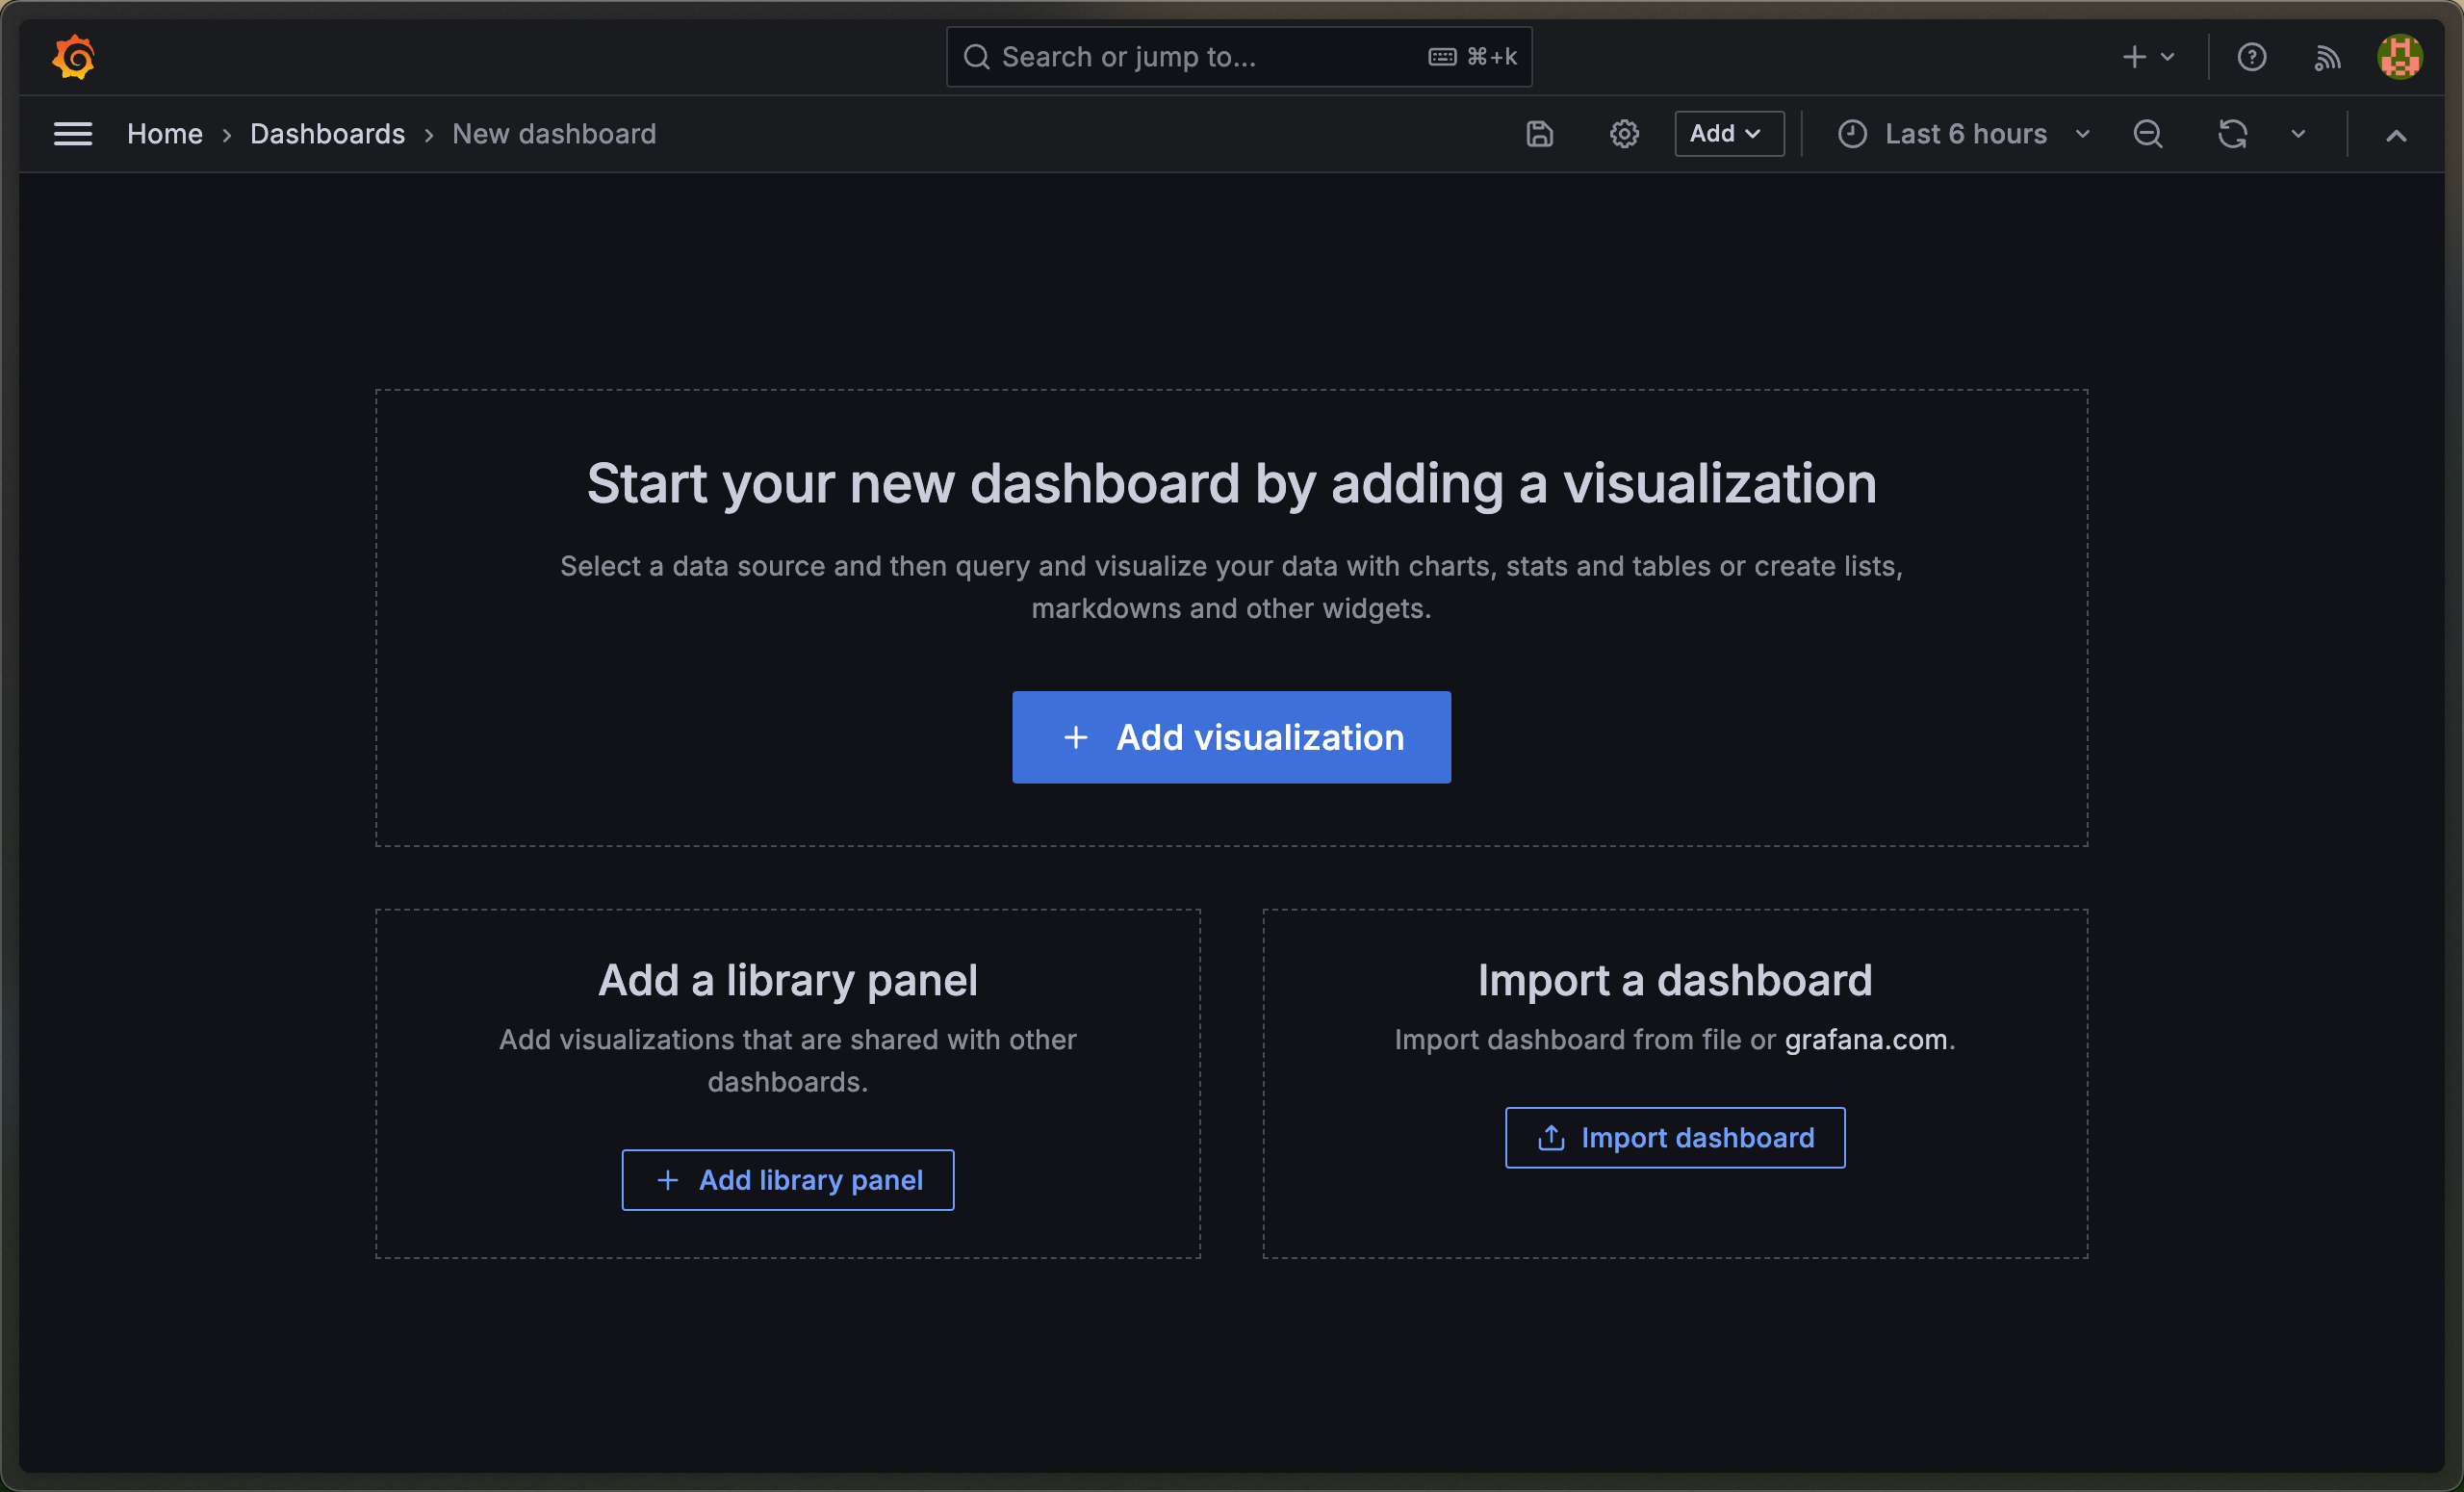 Search or jump to...
⌘+k
Home › Dashboards › New dashboard
Add
Last 6 hours
Start your new dashboard by adding a visualization
Select a data source and then query and visualize your data with charts, stats and tables or create lists,
markdowns and other widgets.
+ Add visualization
Add a library panel
Add visualizations that are shared with other
dashboards.
+ Add library panel
Import a dashboard
Import dashboard from file or grafana.com.
Import dashboard